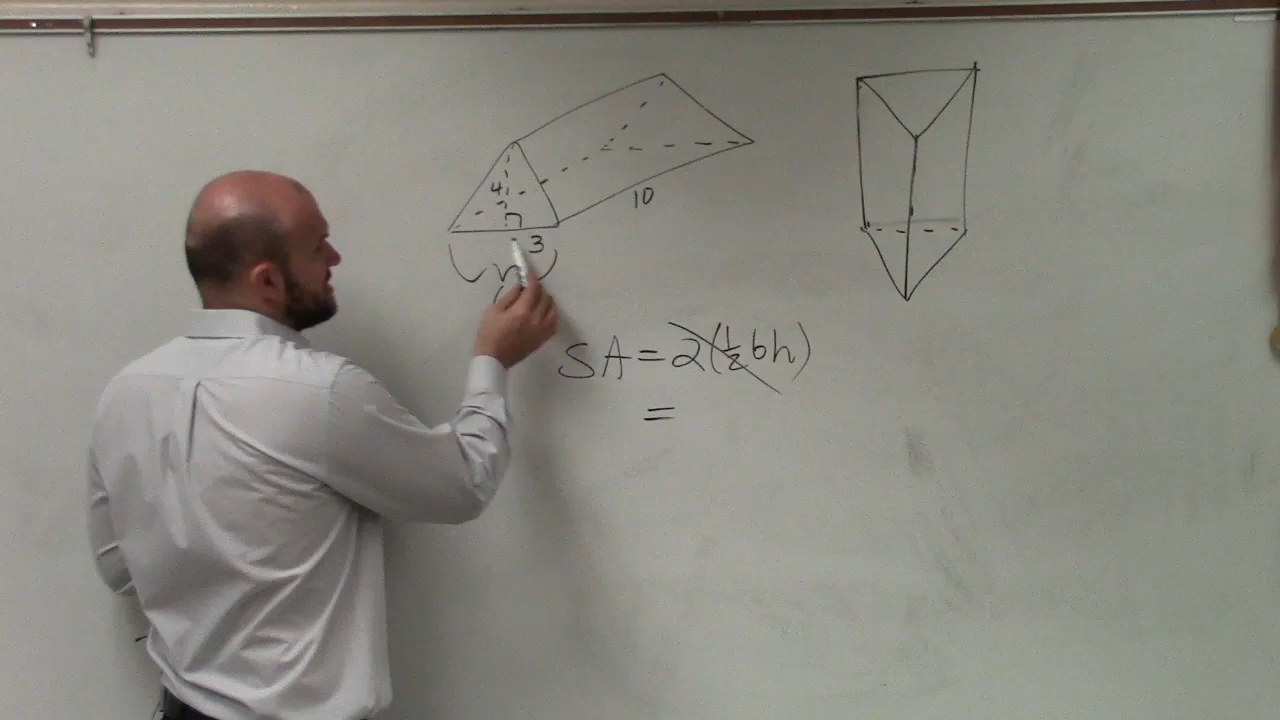 4
10
3
SA = 2(½bh)
=